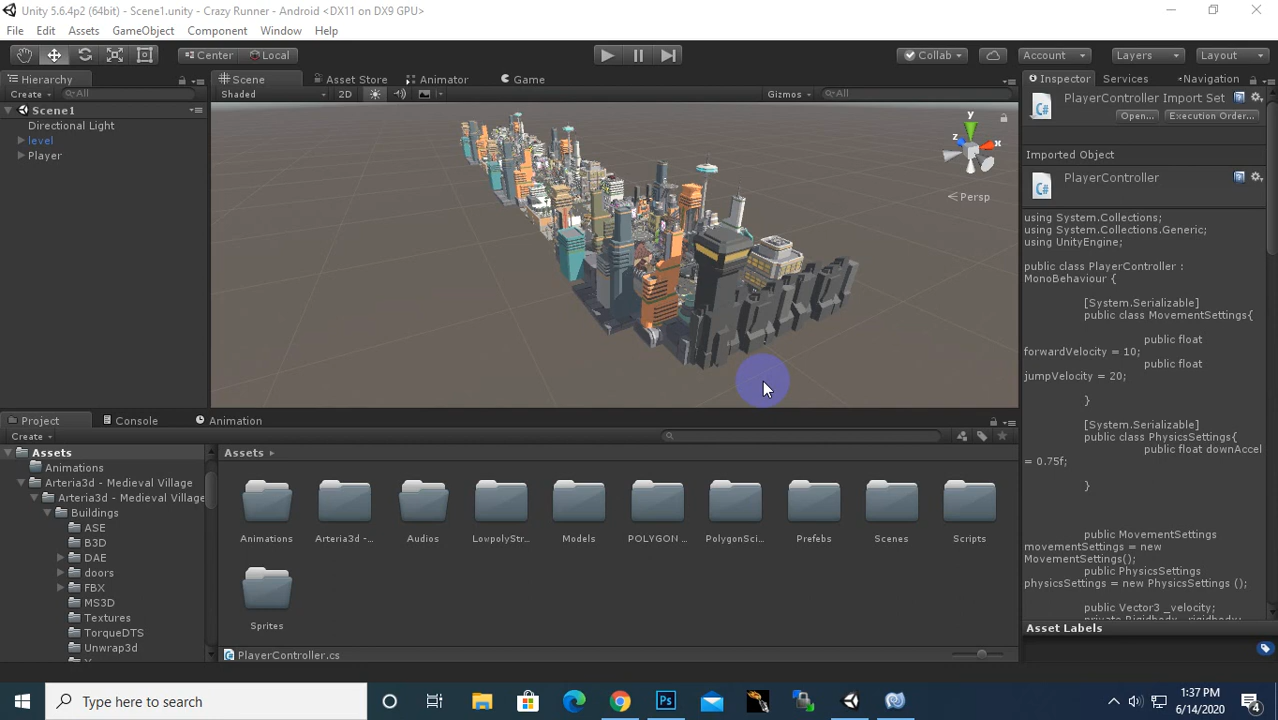 Unity 5.6.4p2 (64bit) - Scene1.unity - Crazy Runner - Android <DX11 on DX9 GPU>
File Edit Assets GameObject Component Window Help
Center Local Collab Account Layers Layout
Hierarchy
Create All
Scene1
Directional Light
level
Player
Scene Asset Store Animator Game
Shaded 2D Gizmos All
y
z
x
Persp
Inspector Services Navigation
PlayerController Import Set
Open... Execution Order...
Imported Object
PlayerController
using System.Collections;
using System.Collections.Generic;
using UnityEngine;
public class PlayerController :
MonoBehaviour {
[System.Serializable]
public class MovementSettings{
public float
forwardVelocity = 10;
public float
jumpVelocity = 20;
}
[System.Serializable]
public class PhysicsSettings{
public float downAccel
= 0.75f;
}
public MovementSettings
movementSettings = new
MovementSettings();
public PhysicsSettings
physicsSettings = new PhysicsSettings ();
public Vector3 _velocity;
private Rigidbody _rigidbody;
Asset Labels
Project Console Animation
Create
Assets
Animations
Arteria3d - Medieval Village
Arteria3d - Medieval Village
Buildings
ASE
B3D
DAE
doors
FBX
MS3D
Textures
TorqueDTS
Unwrap3d
Assets
Animations Arteria3d -... Audios LowpolyStr... Models POLYGON ... PolygonSci... Prefebs Scenes Scripts
Sprites
PlayerController.cs
Type here to search
Ps
1:37 PM
6/14/2020
4